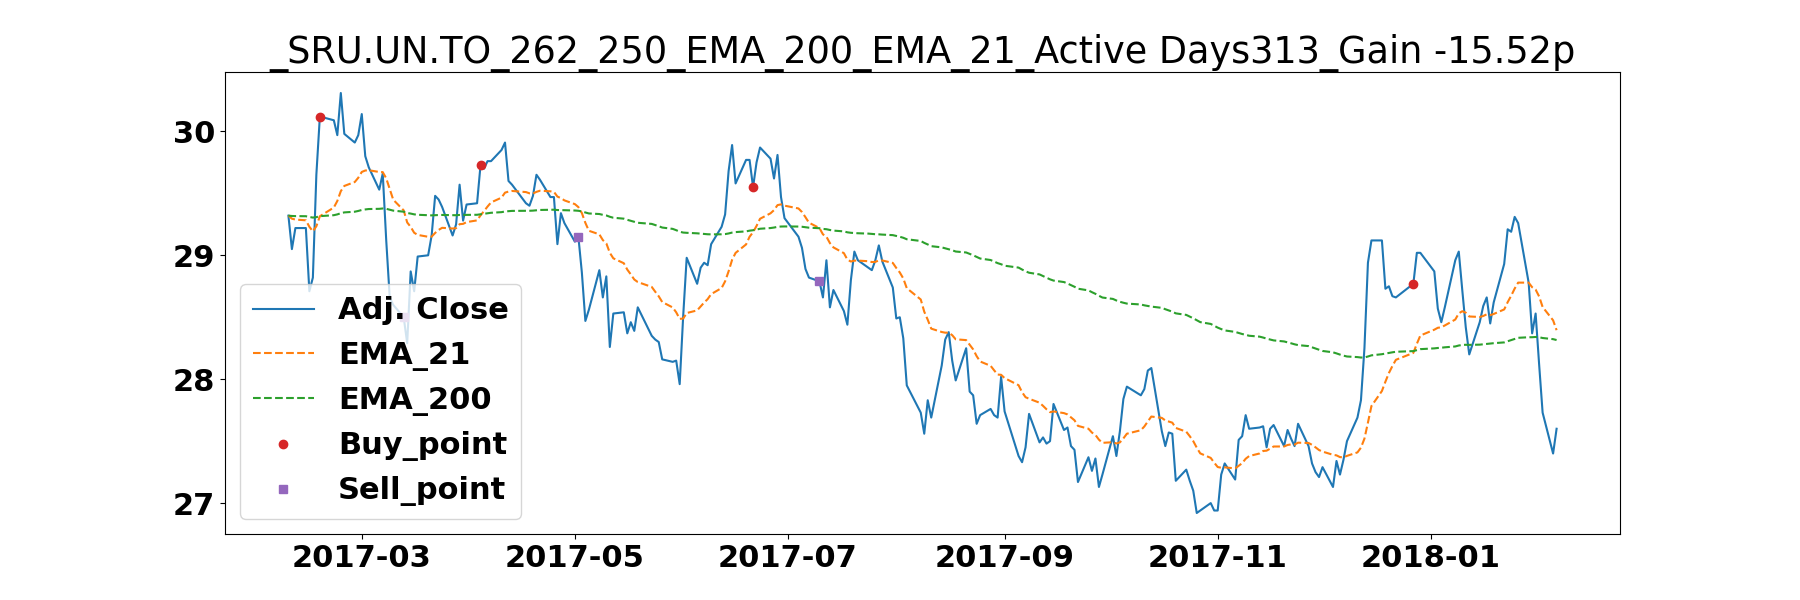 _SRU.UN.TO_262_250_EMA_200_EMA_21_Active Days313_Gain -15.52p
30
29
28
27
Adj. Close
EMA_21
EMA_200
Buy_point
Sell_point
2017-03 2017-05 2017-07 2017-09 2017-11 2018-01